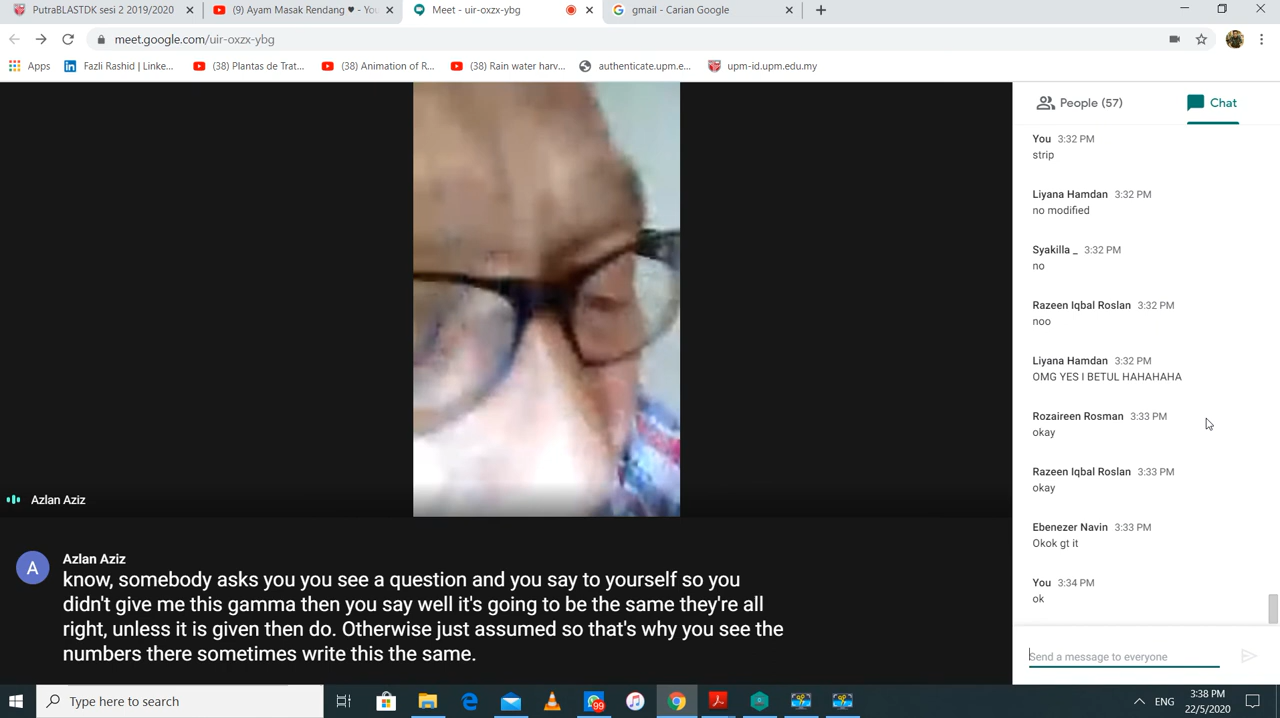 PutraBLASTDK sesi 2 2019/2020
(9) Ayam Masak Rendang ♥ - You
Meet - uir-oxzx-ybg
gmail - Carian Google
meet.google.com/uir-oxzx-ybg
Apps
Fazli Rashid | Linke...
(38) Plantas de Trat...
(38) Animation of R...
(38) Rain water harv...
authenticate.upm.e...
upm-id.upm.edu.my
People (57)
Chat
You 3:32 PM
strip
Liyana Hamdan 3:32 PM
no modified
Syakilla _ 3:32 PM
no
Razeen Iqbal Roslan 3:32 PM
noo
Liyana Hamdan 3:32 PM
OMG YES I BETUL HAHAHAHA
Rozaireen Rosman 3:33 PM
okay
Razeen Iqbal Roslan 3:33 PM
okay
Ebenezer Navin 3:33 PM
Okok gt it
You 3:34 PM
ok
Send a message to everyone
Azlan Aziz
A
Azlan Aziz
know, somebody asks you you see a question and you say to yourself so you
didn't give me this gamma then you say well it's going to be the same they're all
right, unless it is given then do. Otherwise just assumed so that's why you see the
numbers there sometimes write this the same.
Type here to search
99
ENG
3:38 PM
22/5/2020